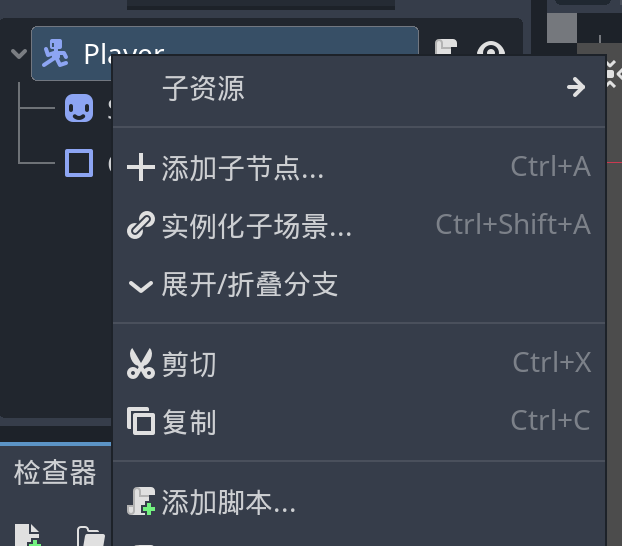 Player
子资源
添加子节点... Ctrl+A
实例化子场景... Ctrl+Shift+A
展开/折叠分支
剪切 Ctrl+X
复制 Ctrl+C
检查器
添加脚本...